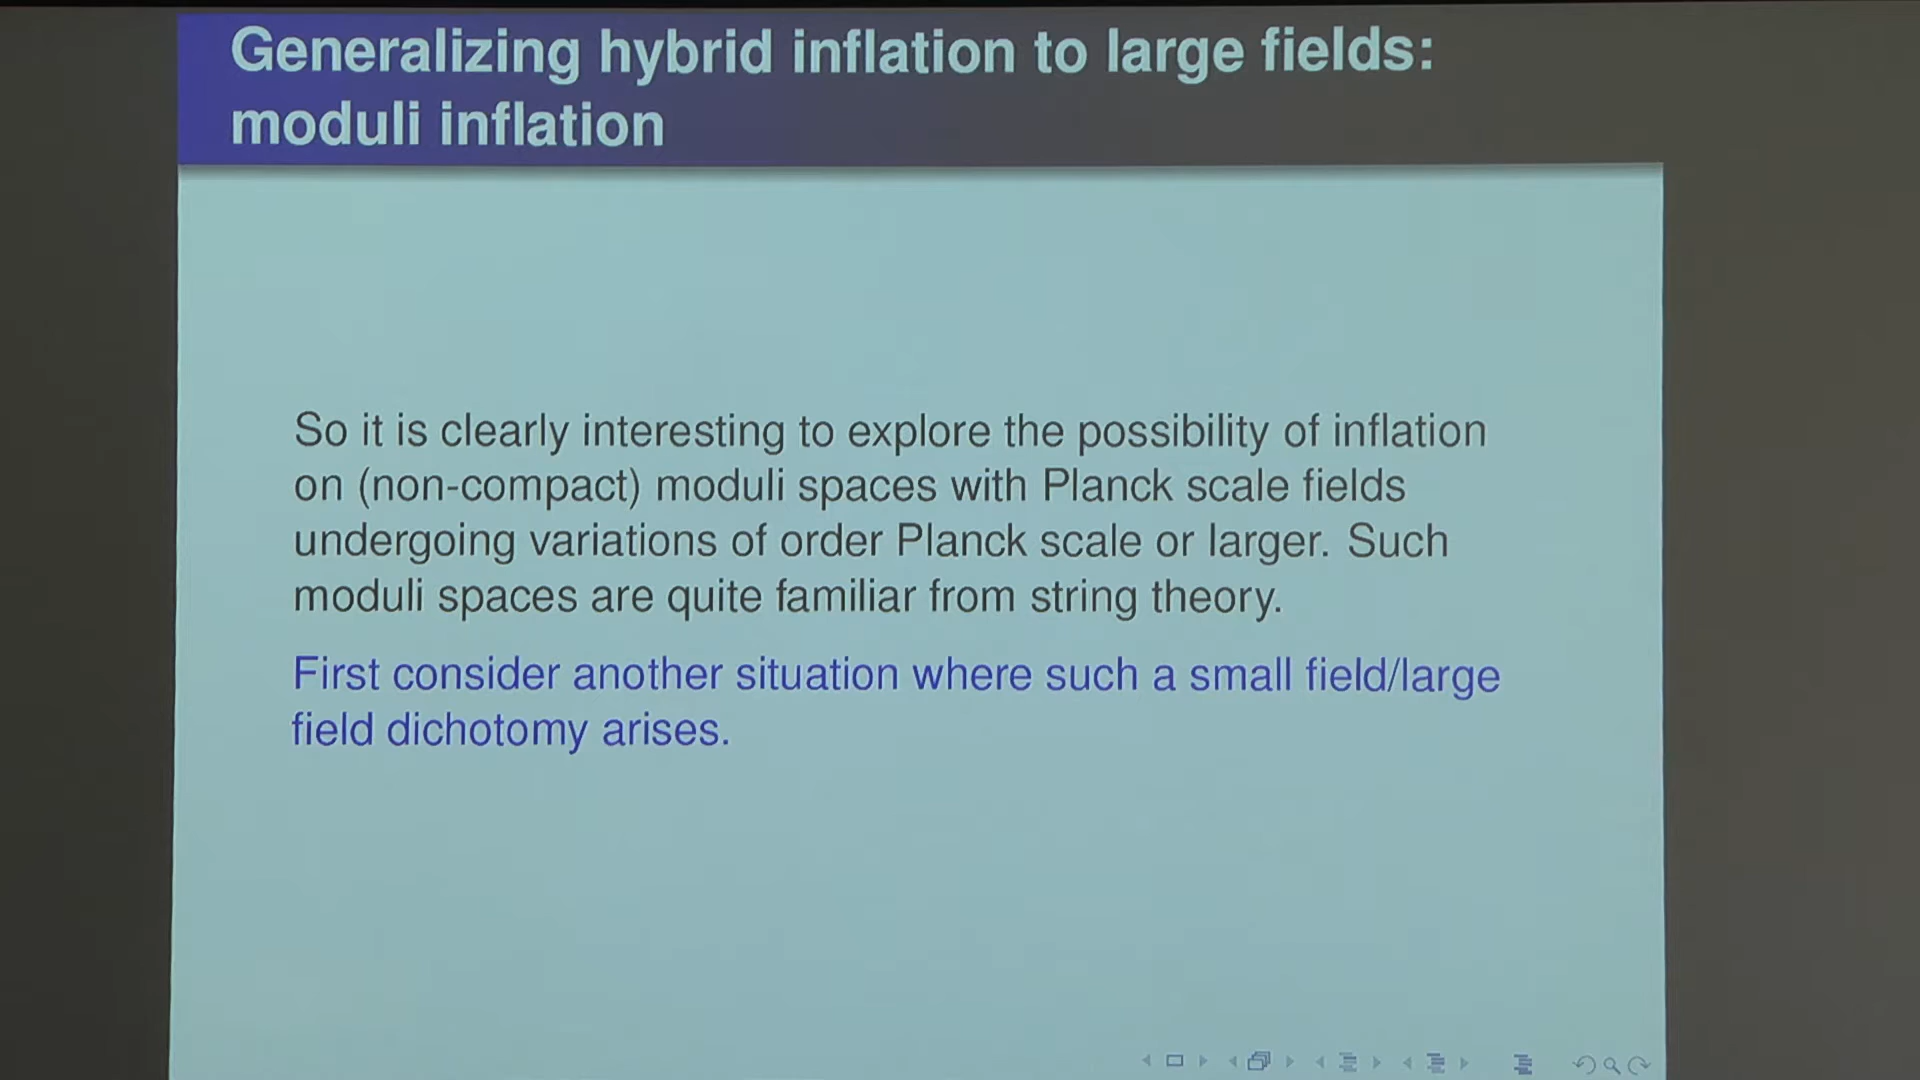 Generalizing hybrid inflation to large fields:
moduli inflation
So it is clearly interesting to explore the possibility of inflation
on (non-compact) moduli spaces with Planck scale fields
undergoing variations of order Planck scale or larger. Such
moduli spaces are quite familiar from string theory.
First consider another situation where such a small field/large
field dichotomy arises.